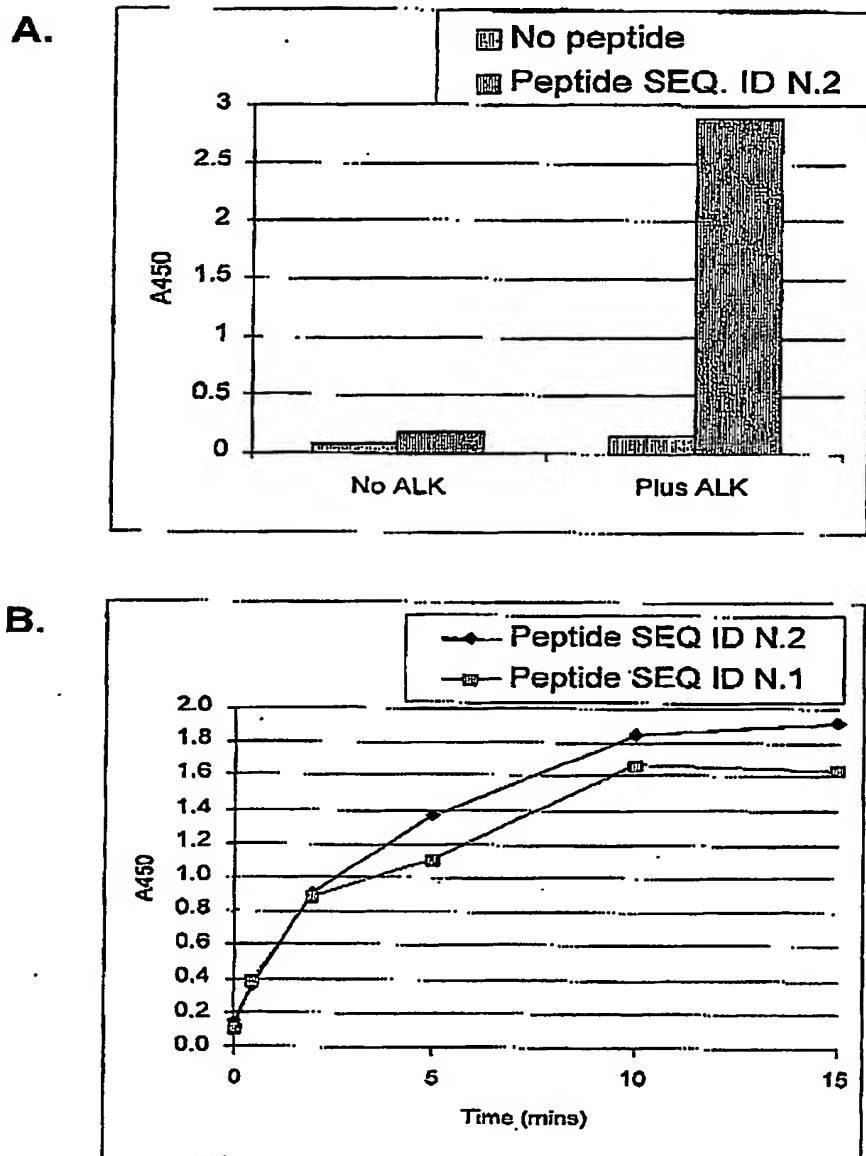 A.
No peptide
Peptide SEQ. ID N.2
3
2.5
2
1.5
1
0.5
0
A450
No ALK
Plus ALK
B.
Peptide SEQ ID N.2
Peptide SEQ ID N.1
2.0
1.8
1.6
1.4
1.2
1.0
0.8
0.6
0.4
0.2
0.0
A450
0 5 10 15
Time (mins)